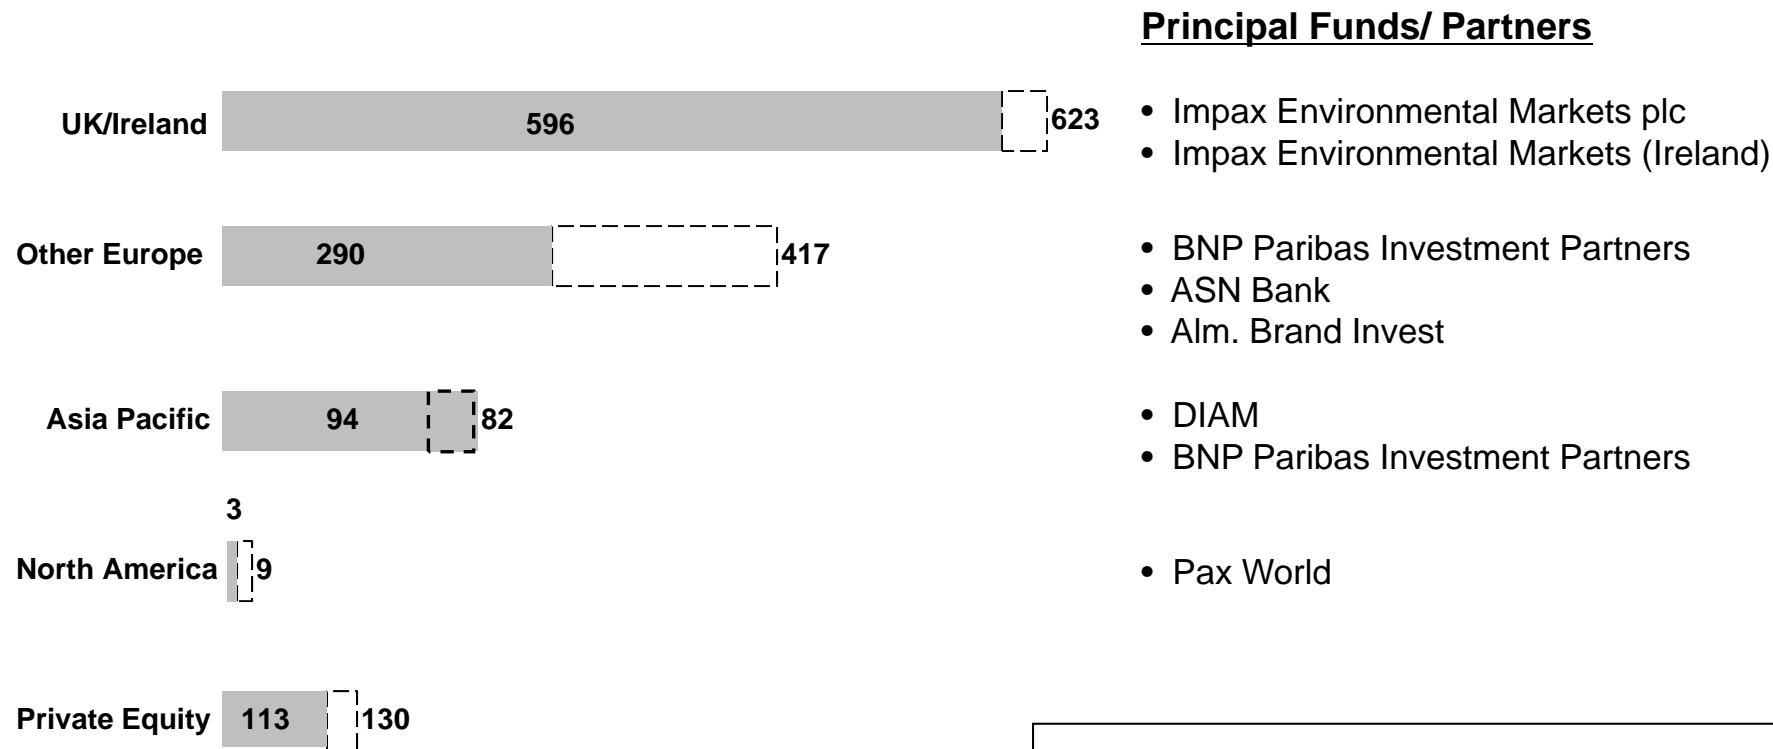 Principal Funds/ Partners
UK/Ireland 596 623
• Impax Environmental Markets plc
• Impax Environmental Markets (Ireland)
Other Europe 290 417
• BNP Paribas Investment Partners
• ASN Bank
• Alm. Brand Invest
Asia Pacific 94 82
• DIAM
• BNP Paribas Investment Partners
3
North America 9
• Pax World
Private Equity 113 130